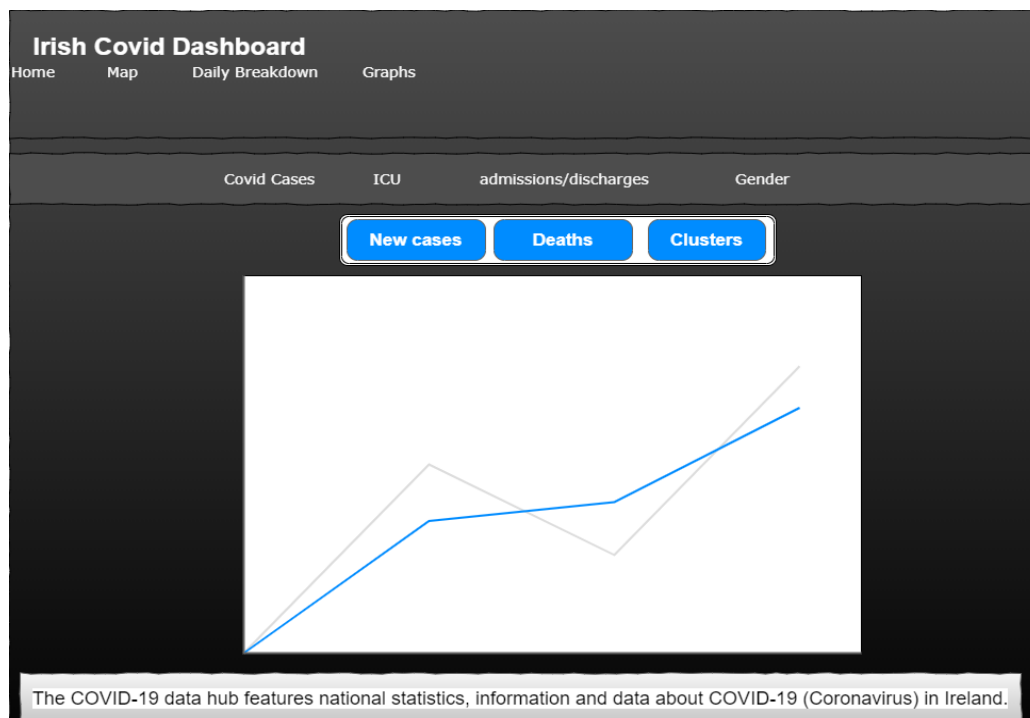 Irish Covid Dashboard
Home Map Daily Breakdown Graphs
Covid Cases ICU admissions/discharges Gender
New cases Deaths Clusters
The COVID-19 data hub features national statistics, information and data about COVID-19 (Coronavirus) in Ireland.